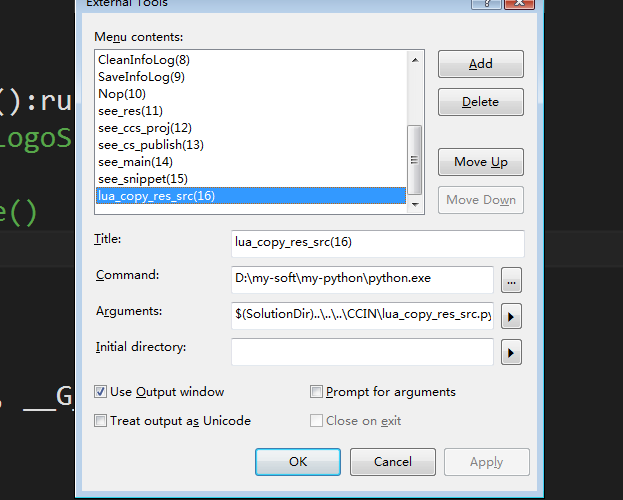 External Tools
Menu contents:
CleanInfoLog(8)
SaveInfoLog(9)
Nop(10)
see_res(11)
see_ccs_proj(12)
see_cs_publish(13)
see_main(14)
see_snippet(15)
lua_copy_res_src(16)
Add
Delete
Move Up
Move Down
():ru
LogoS
e()
, __G_
Title:
lua_copy_res_src(16)
Command:
D:\my-soft\my-python\python.exe
...
Arguments:
$(SolutionDir)..\..\..\CCIN\lua_copy_res_src.py
Initial directory:
Use Output window
Prompt for arguments
Treat output as Unicode
Close on exit
OK
Cancel
Apply